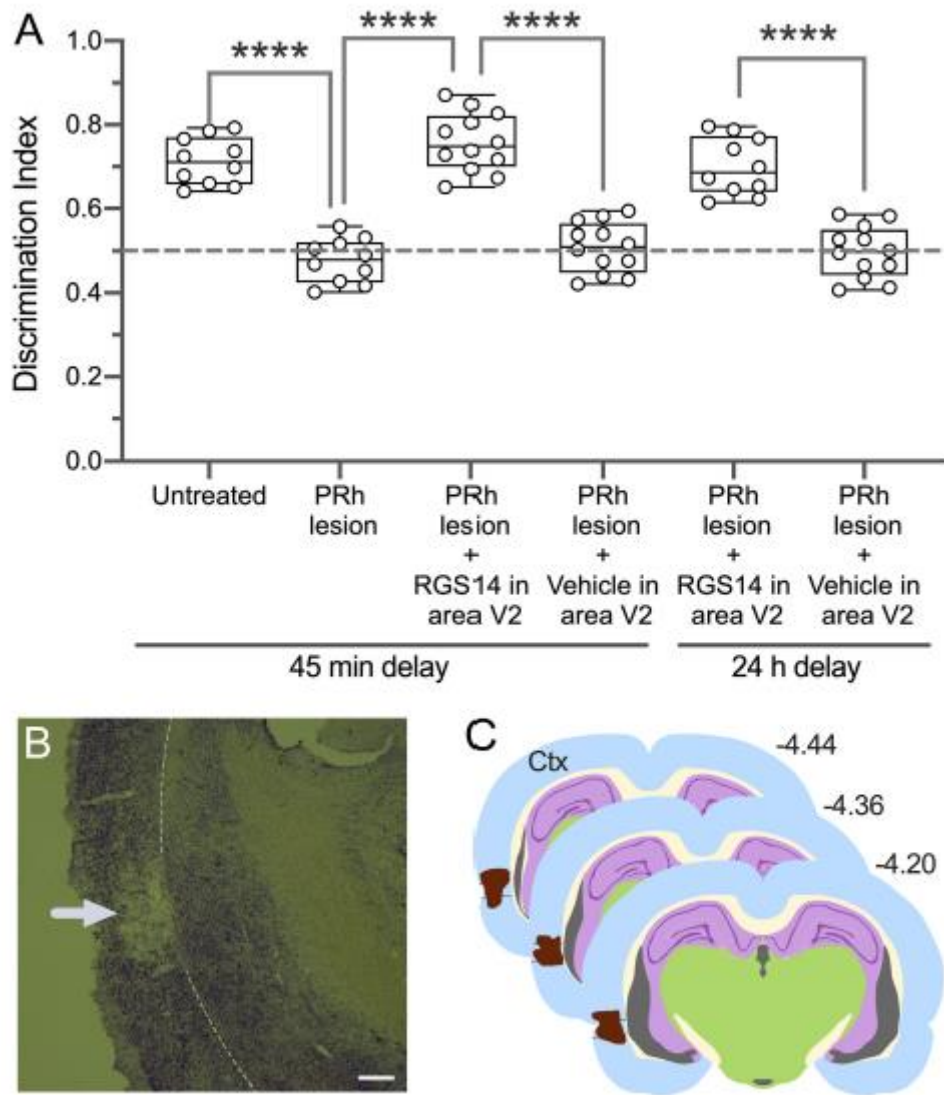 A
**** **** **** ****
1.0
0.8
0.6
0.4
0.2
0.0
Discrimination Index
Untreated
PRh
lesion
PRh
lesion
+
RGS14 in
area V2
PRh
lesion
+
Vehicle in
area V2
PRh
lesion
+
RGS14 in
area V2
PRh
lesion
+
Vehicle in
area V2
45 min delay
24 h delay
B
C
Ctx
-4.44
-4.36
-4.20